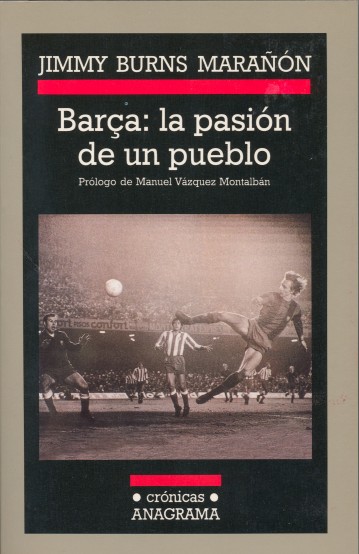 JIMMY BURNS MARAÑÓN
Barça: la pasión
de un pueblo
Prólogo de Manuel Vázquez Montalbán
• crónicas •
ANAGRAMA